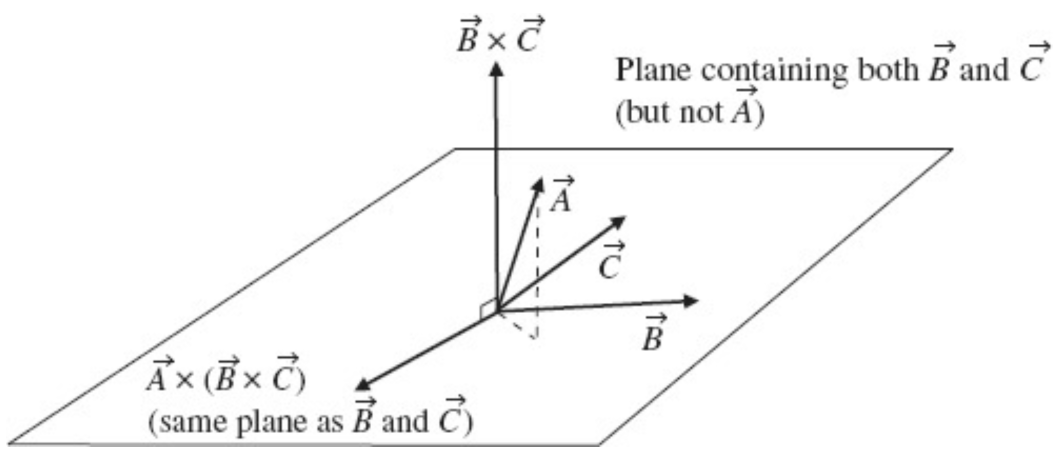 B⃗ × C⃗
Plane containing both B⃗ and C⃗
(but not A⃗)
A⃗
C⃗
B⃗
A⃗ × (B⃗ × C⃗)
(same plane as B⃗ and C⃗)